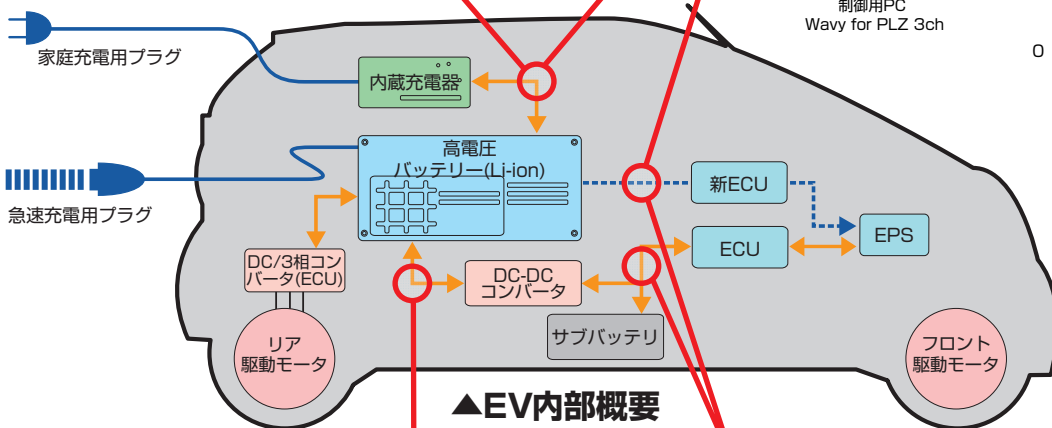 制御用PC
Wavy for PLZ 3ch
0
家庭充電用プラグ
内蔵充電器
高電圧
バッテリー(Li-ion)
急速充電用プラグ
新ECU
EPS
ECU
DC/3相コン
バータ(ECU)
DC-DC
コンバータ
サブバッテリ
リア
駆動モータ
フロント
駆動モータ
▲EV内部概要